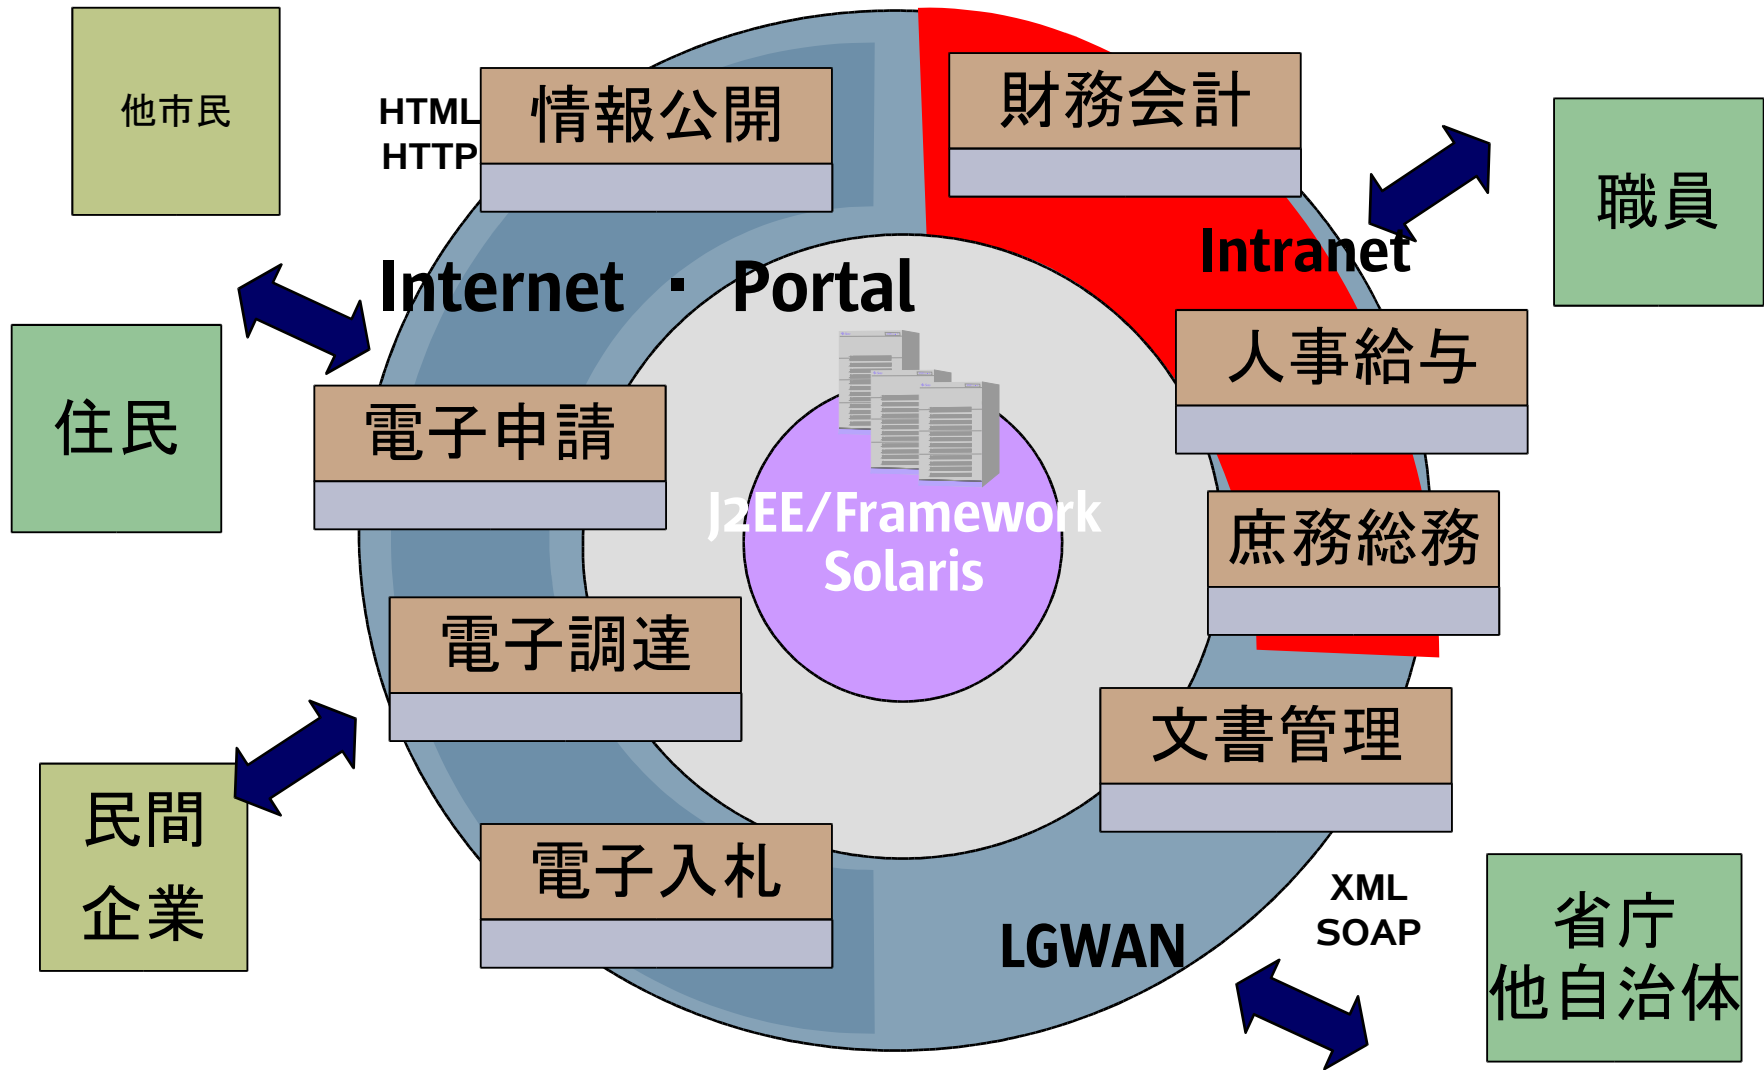 他市民
HTML
HTTP
情報公開
財務会計
職員
Internet ・ Portal
Intranet
人事給与
住民
電子申請
J2EE/Framework
Solaris
庶務総務
電子調達
文書管理
民間
企業
電子入札
XML
SOAP
LGWAN
省庁
他自治体